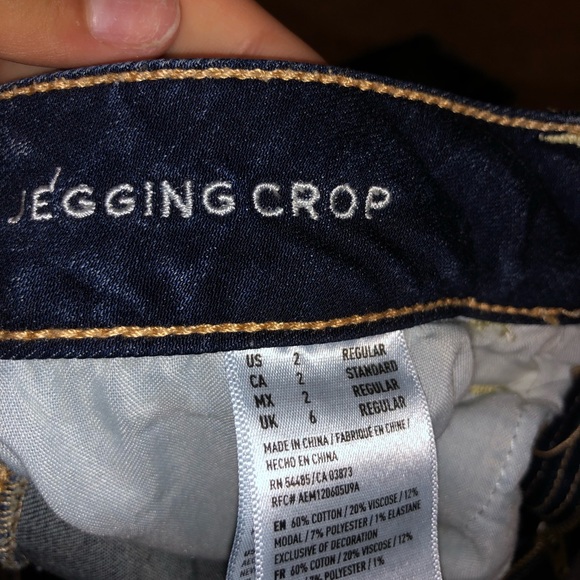 JEGGING CROP
US 2 REGULAR
CA 2 STANDARD
MX 2 REGULAR
UK 6 REGULAR
MADE IN CHINA / FABRIQUÉ EN CHINE /
HECHO EN CHINA
RN 54485 / CA 03873
RFC# AEM120605U9A
EN 60% COTTON / 20% VISCOSE / 12%
MODAL / 7% POLYESTER / 1% ELASTANE
EXCLUSIVE OF DECORATION
FR 60% COTON / 20% VISCOSE / 12%